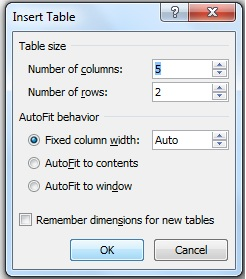 Insert Table
Table size
Number of columns: 5
Number of rows: 2
AutoFit behavior
Fixed column width: Auto
AutoFit to contents
AutoFit to window
Remember dimensions for new tables
OK Cancel